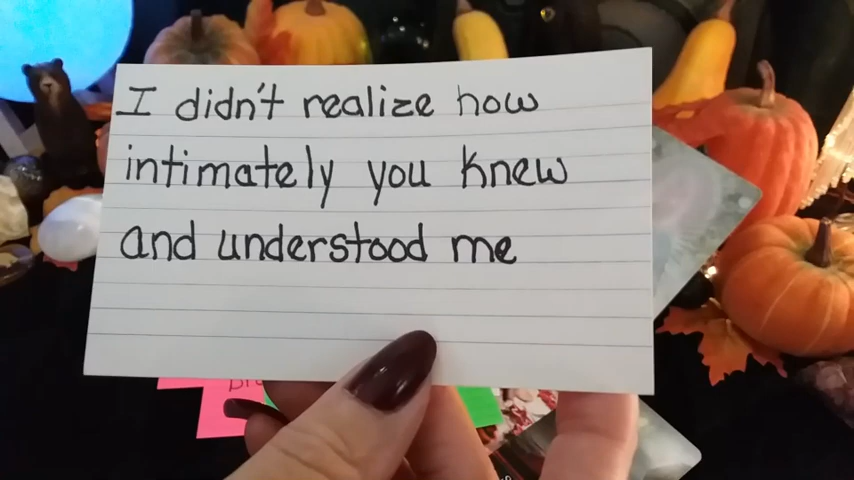 I didn't realize how
intimately you knew
and understood me